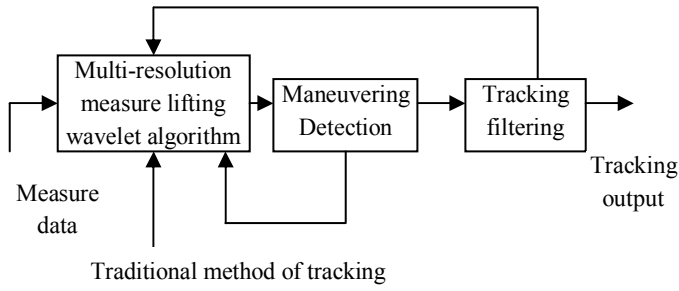 Multi-resolution
measure lifting
wavelet algorithm
Maneuvering
Detection
Tracking
filtering
Measure
data
Tracking
output
Traditional method of tracking